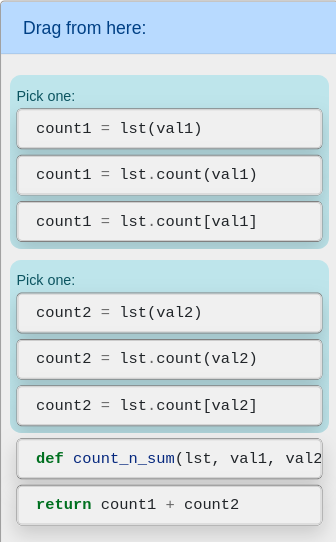 Drag from here:
Pick one:
count1 = lst(val1)
count1 = lst.count(val1)
count1 = lst.count[val1]
Pick one:
count2 = lst(val2)
count2 = lst.count(val2)
count2 = lst.count[val2]
def count_n_sum(lst, val1, val2
return count1 + count2